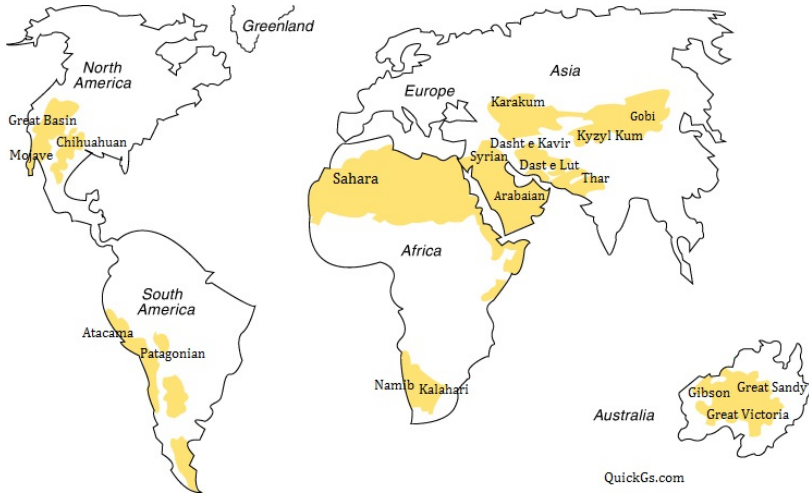 Greenland
North
America
Europe
Asia
Karakum
Gobi
Great Basin
Chihuahuan
Kyzyl Kum
Dasht e Kavir
Mojave
Syrian
Dast e Lut
Sahara
Thar
Arabaian
Africa
South
America
Atacama
Patagonian
Namib
Kalahari
Gibson
Great Sandy
Great Victoria
Australia
QuickGs.com